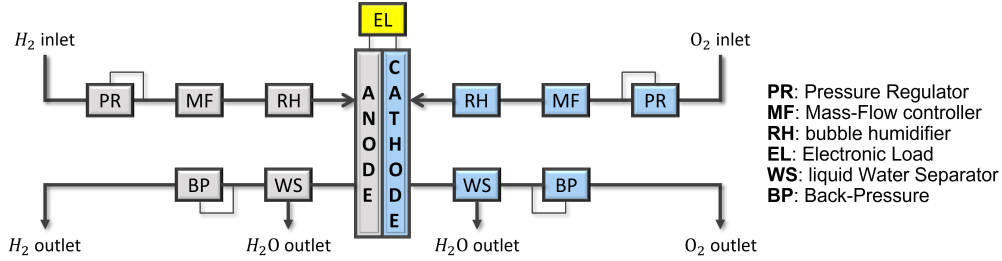 EL
H₂ inlet
O₂ inlet
PR
MF
RH
ANODE
CATHODE
RH
MF
PR
BP
WS
WS
BP
H₂ outlet
H₂O outlet
H₂O outlet
O₂ outlet
PR: Pressure Regulator
MF: Mass-Flow controller
RH: bubble humidifier
EL: Electronic Load
WS: liquid Water Separator
BP: Back-Pressure